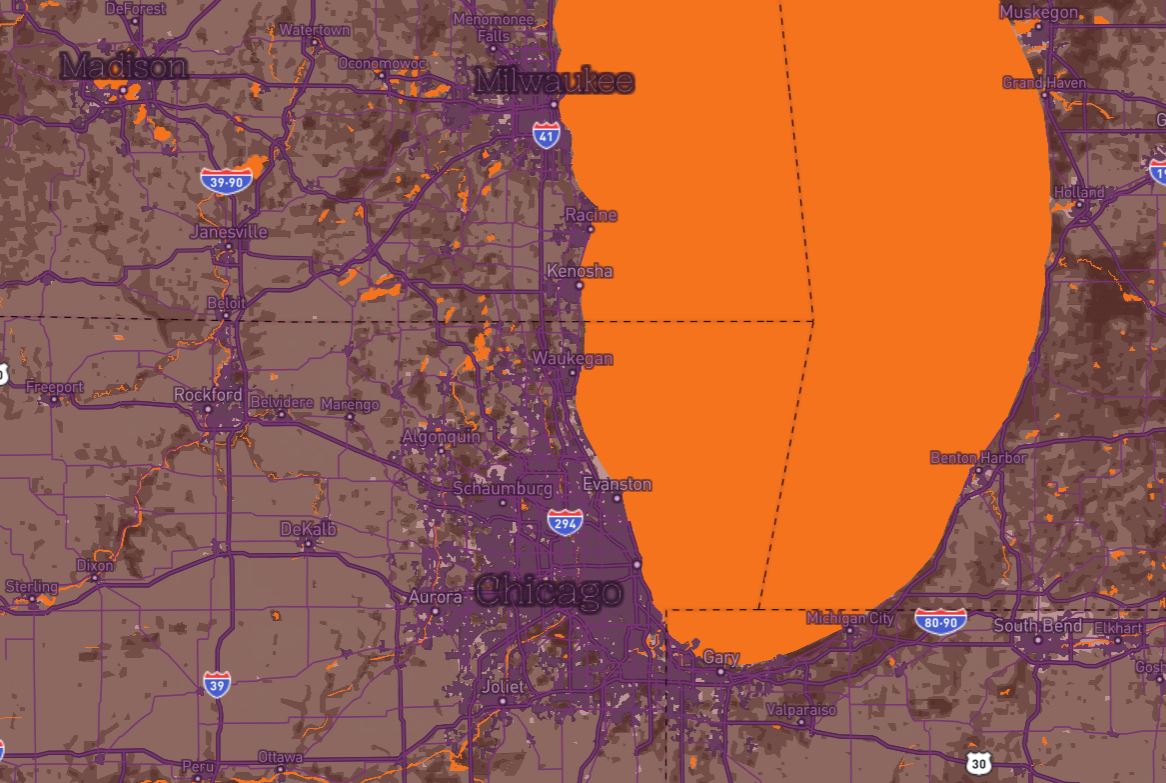 DeForest
Menomonee
Falls
Muskegon
Watertown
Madison
Oconomowoc
Milwaukee
Grand Haven
G
41
39-90
19
Holland
Racine
Janesville
Kenosha
Beloit
Waukegan
Freeport
Rockford
Belvidere
Marengo
Algonquin
Benton Harbor
Schaumburg
Evanston
294
DeKalb
Dixon
Sterling
Chicago
Aurora
Michigan City
80-90
South Bend
Elkhart
Gary
Gos
39
Joliet
Valparaiso
Ottawa
Peru
30